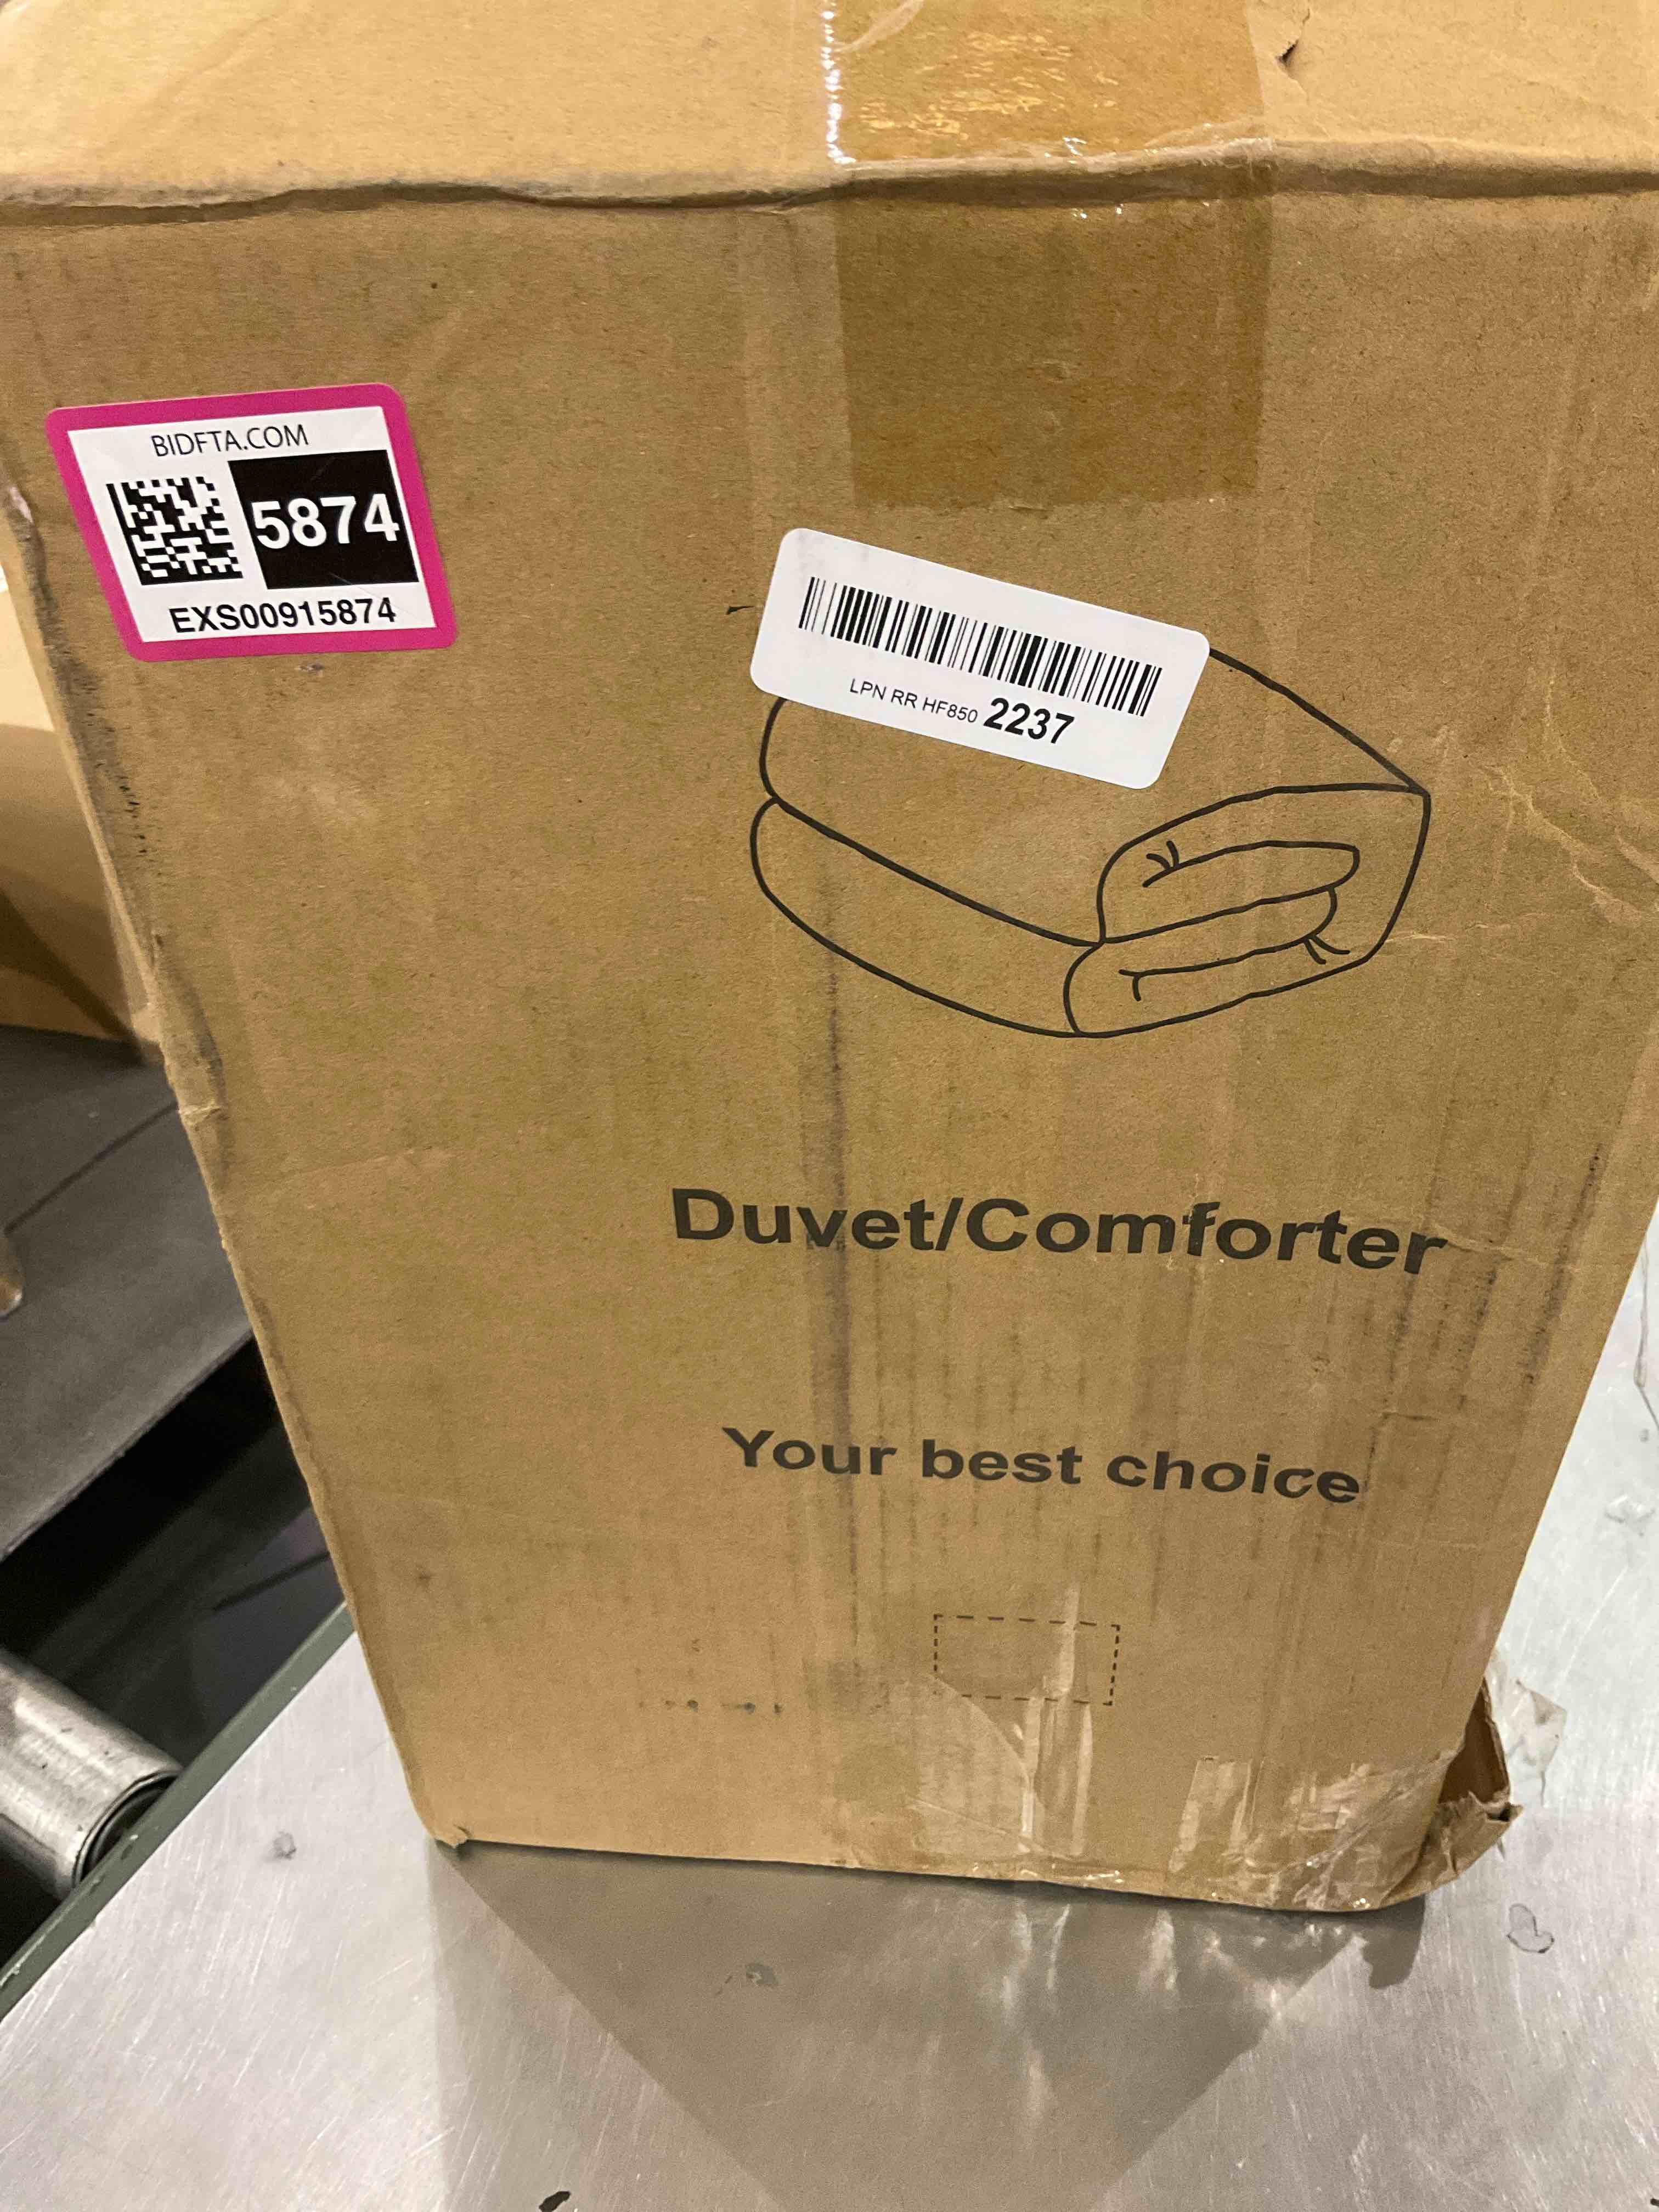 BIDFTA.COM
5874
EXS00915874
LPN RR HF850 2237
Duvet/Comforter
Your best choice